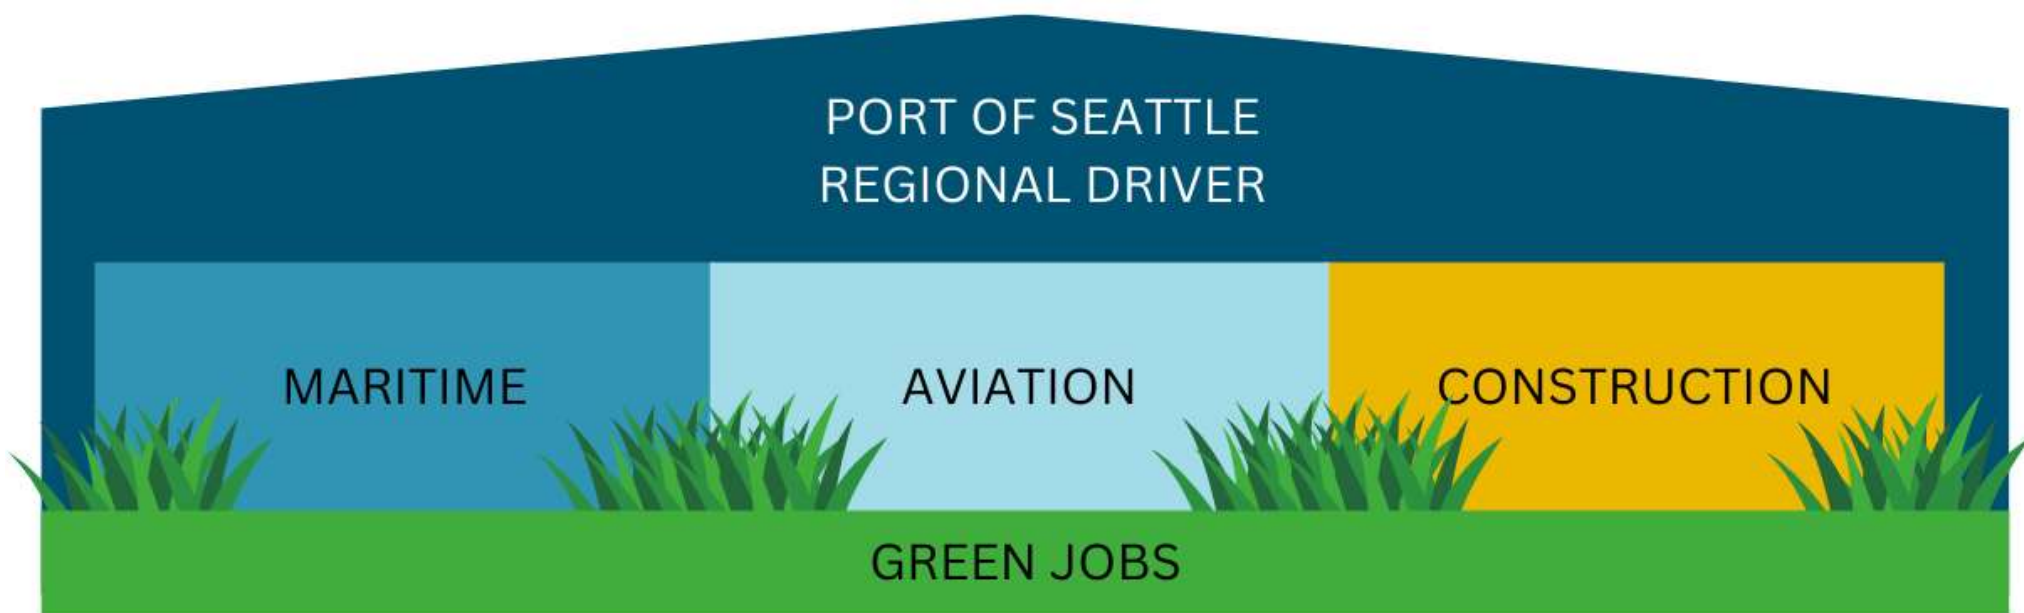 PORT OF SEATTLE
REGIONAL DRIVER
MARITIME
AVIATION
CONSTRUCTION
GREEN JOBS